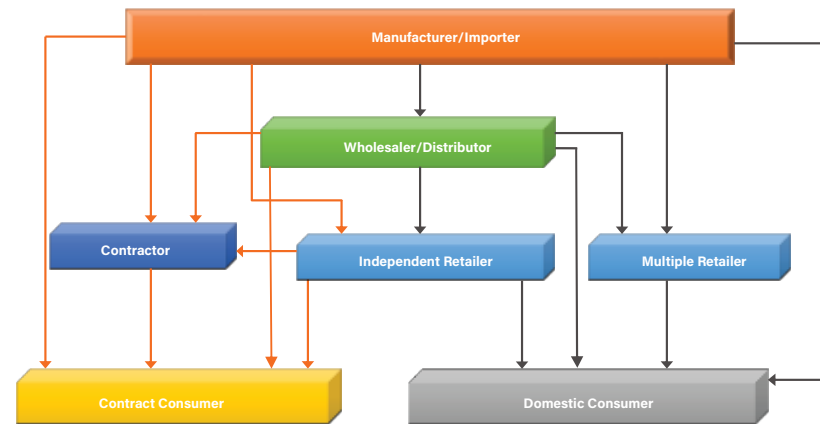 Manufacturer/Importer
Wholesaler/Distributor
Contractor
Independent Retailer
Multiple Retailer
Contract Consumer
Domestic Consumer